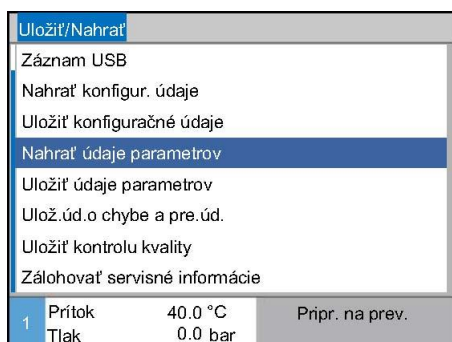 Uložiť/Nahrať
Záznam USB
Nahrať konfigur. údaje
Uložiť konfiguračné údaje
Nahrať údaje parametrov
Uložiť údaje parametrov
Ulož.úd.o chybe a pre.úd.
Uložiť kontrolu kvality
Zálohovať servisné informácie
1 Prítok 40.0 °C Pripr. na prev.
Tlak 0.0 bar